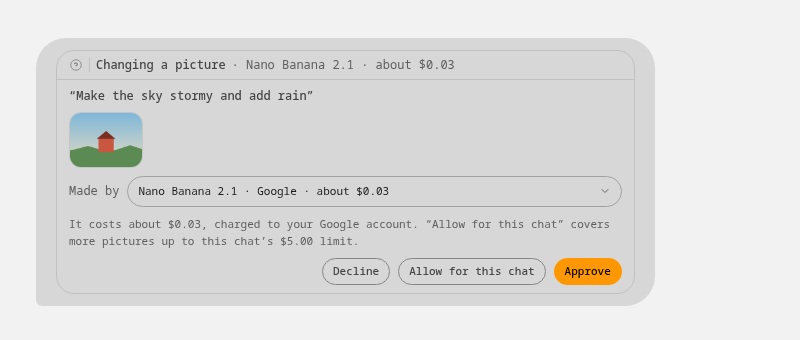 Changing a picture · Nano Banana 2.1 · about $0.03
“Make the sky stormy and add rain”
Made by Nano Banana 2.1 · Google · about $0.03
It costs about $0.03, charged to your Google account. “Allow for this chat” covers
more pictures up to this chat’s $5.00 limit.
Decline Allow for this chat Approve